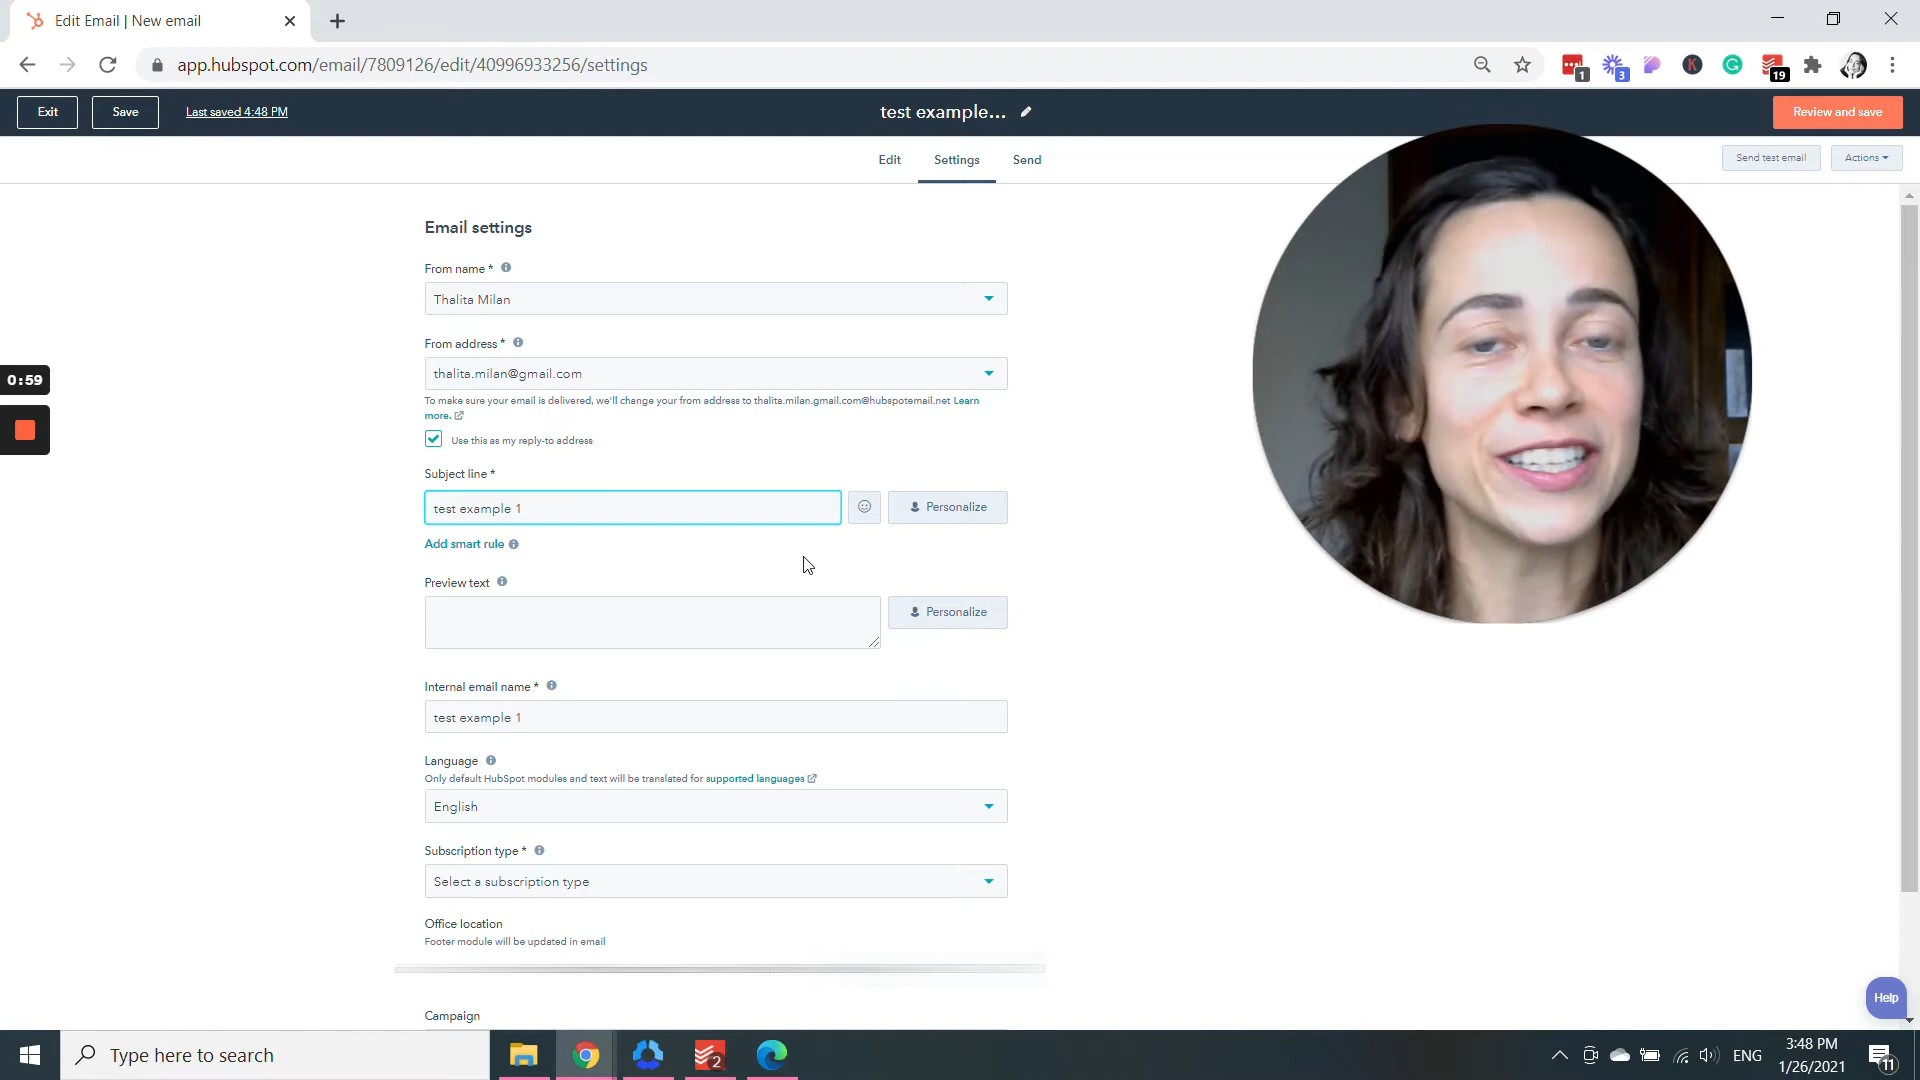 Edit Email | New email
app.hubspot.com/email/7809126/edit/40996933256/settings
1
3
K
G
19
Exit
Save
Last saved 4:48 PM
test example...
Review and save
Edit
Settings
Send
Send test email
Actions
Email settings
From name *
Thalita Milan
0:59
From address *
thalita.milan@gmail.com
To make sure your email is delivered, we'll change your from address to thalita.milan.gmail.com@hubspotemail.net Learn
more.
Use this as my reply-to address
Subject line *
test example 1
Personalize
Add smart rule
Preview text
Personalize
Internal email name *
test example 1
Language
Only default HubSpot modules and text will be translated for supported languages
English
Subscription type *
Select a subscription type
Office location
Footer module will be updated in email
Help
Campaign
Type here to search
2
ENG
3:48 PM
1/26/2021
11